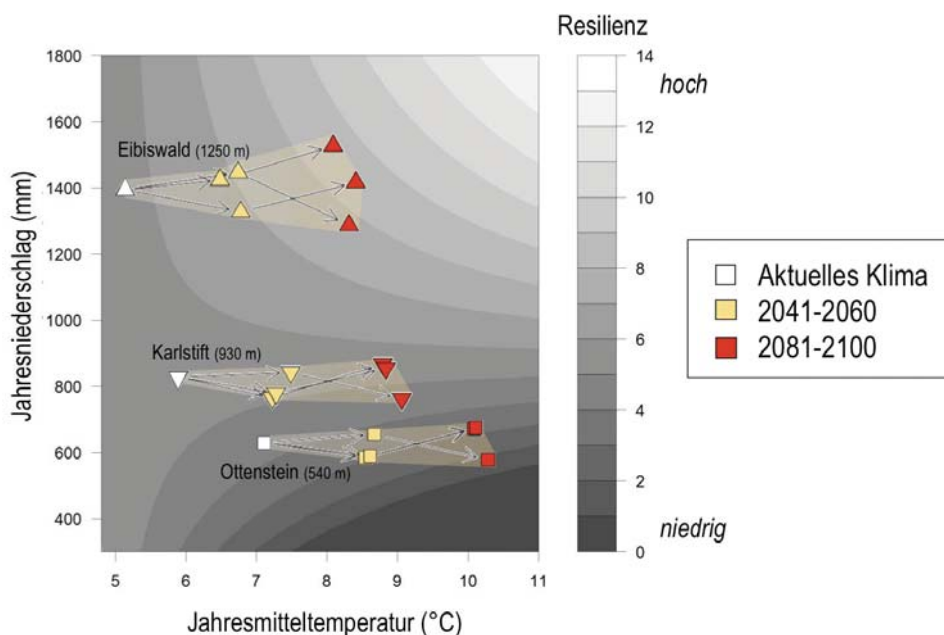 Resilienz
1800
1600
1400
1200
1000
800
600
400
Jahresniederschlag (mm)
Eibiswald (1250 m)
Karlstift (930 m)
Ottenstein (540 m)
5 6 7 8 9 10 11
Jahresmitteltemperatur (°C)
14
12
10
8
6
4
2
0
hoch
niedrig
Aktuelles Klima
2041-2060
2081-2100